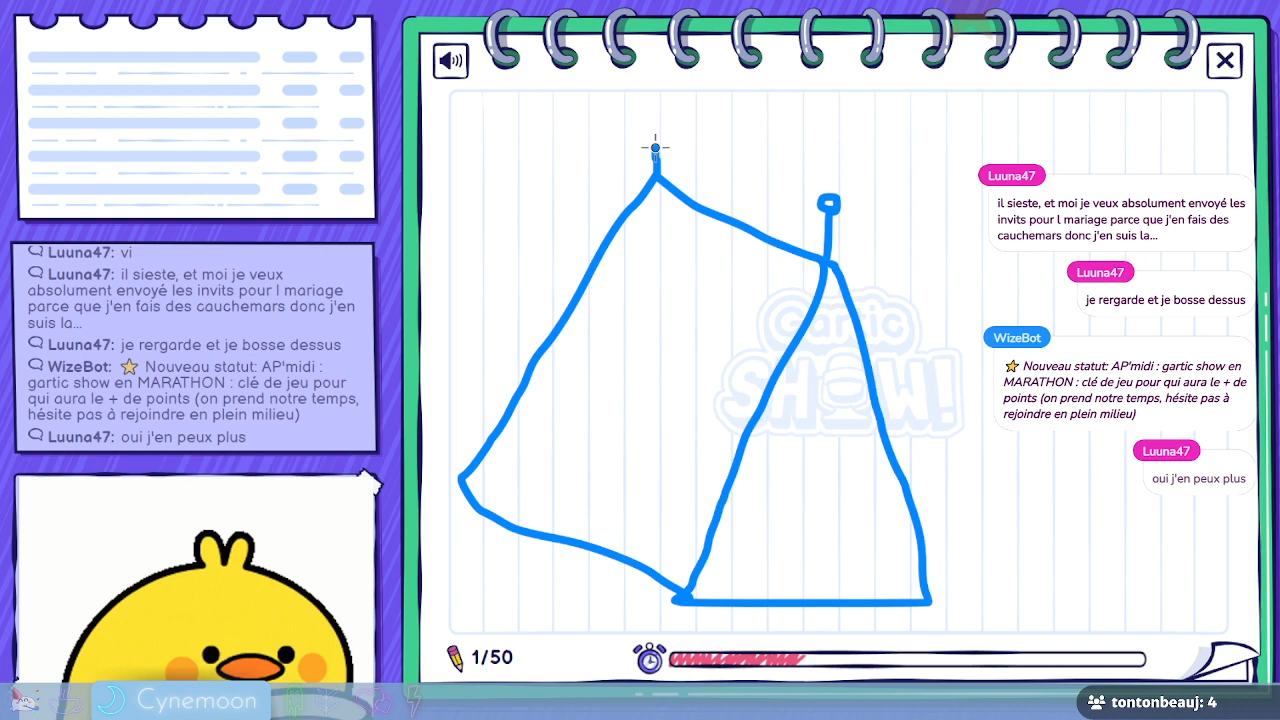 Luuna47: vi
Luuna47: il sieste, et moi je veux
absolument envoyé les invits pour l mariage
parce que j'en fais des cauchemars donc j'en
suis la...
Luuna47: je rergarde et je bosse dessus
WizeBot: ⭐ Nouveau statut: AP'midi :
gartic show en MARATHON : clé de jeu pour
qui aura le + de points (on prend notre temps,
hésite pas à rejoindre en plein milieu)
Luuna47: oui j'en peux plus
Gartic
SHOW!
Luuna47
il sieste, et moi je veux absolument envoyé les
invits pour l mariage parce que j'en fais des
cauchemars donc j'en suis la...
Luuna47
je rergarde et je bosse dessus
WizeBot
⭐ Nouveau statut: AP'midi : gartic show en
MARATHON : clé de jeu pour qui aura le + de
points (on prend notre temps, hésite pas à
rejoindre en plein milieu)
Luuna47
oui j'en peux plus
1/50
Cynemoon
tontonbeauj: 4